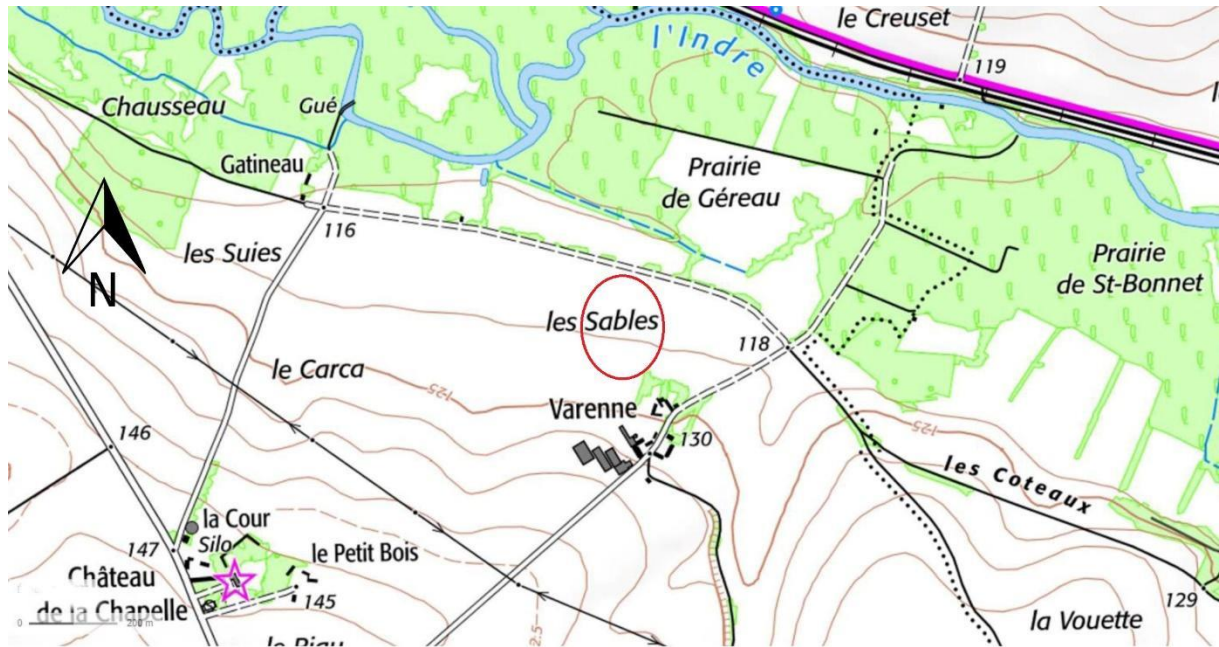 le Creuset
l'Indre
119
Chausseau
Gué
Gatineau
Prairie
de Géreau
116
les Suies
Prairie
de St-Bonnet
N
les Sables
118
le Carca
125
Varenne
125
130
146
les Coteaux
la Cour
Silo
147
le Petit Bois
Château
de la Chapelle
145
129
200 m
2.5
la Vouette